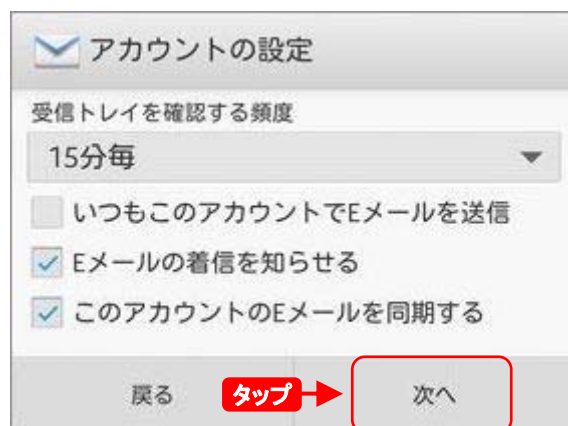 アカウントの設定
受信トレイを確認する頻度
15分毎
いつもこのアカウントでEメールを送信
Eメールの着信を知らせる
このアカウントのEメールを同期する
戻る タップ 次へ